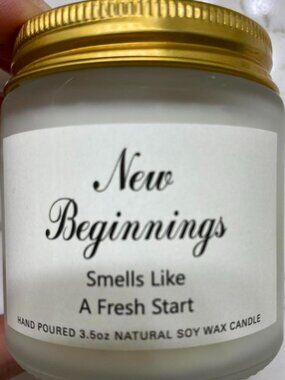 New
Beginnings
Smells Like
A Fresh Start
HAND POURED 3.5oz NATURAL SOY WAX CANDLE